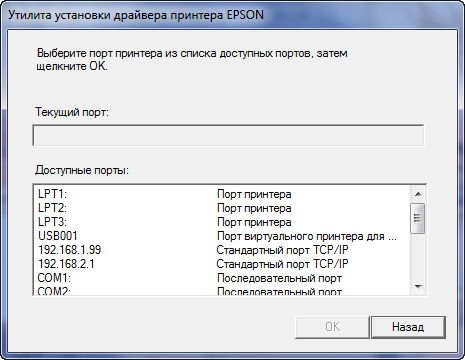 Утилита установки драйвера принтера EPSON
Выберите порт принтера из списка доступных портов, затем
щелкните OK.
Текущий порт:
Доступные порты:
LPT1: Порт принтера
LPT2: Порт принтера
LPT3: Порт принтера
USB001 Порт виртуального принтера для ...
192.168.1.99 Стандартный порт TCP/IP
192.168.2.1 Стандартный порт TCP/IP
COM1: Последовательный порт
COM2: Последовательный порт
OK Назад